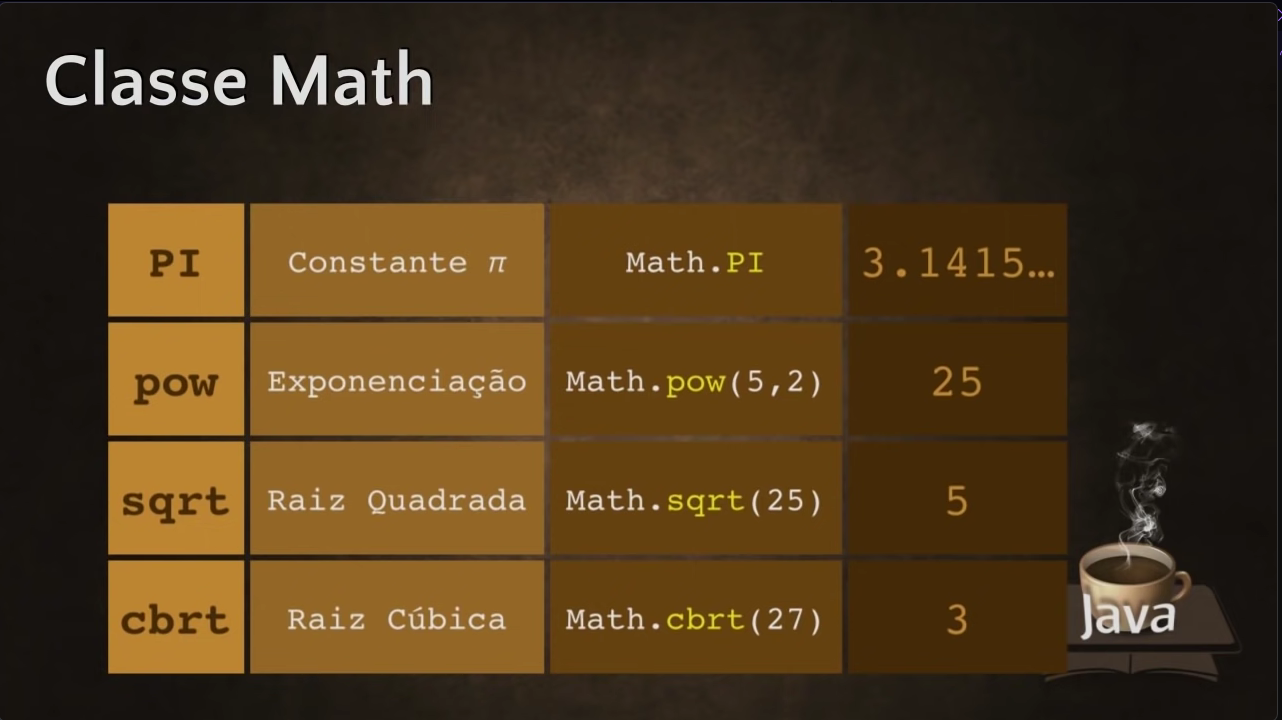 Classe Math
PI Constante π Math.PI 3.1415…
pow Exponenciação Math.pow(5,2) 25
sqrt Raiz Quadrada Math.sqrt(25) 5
cbrt Raiz Cúbica Math.cbrt(27) 3
Java